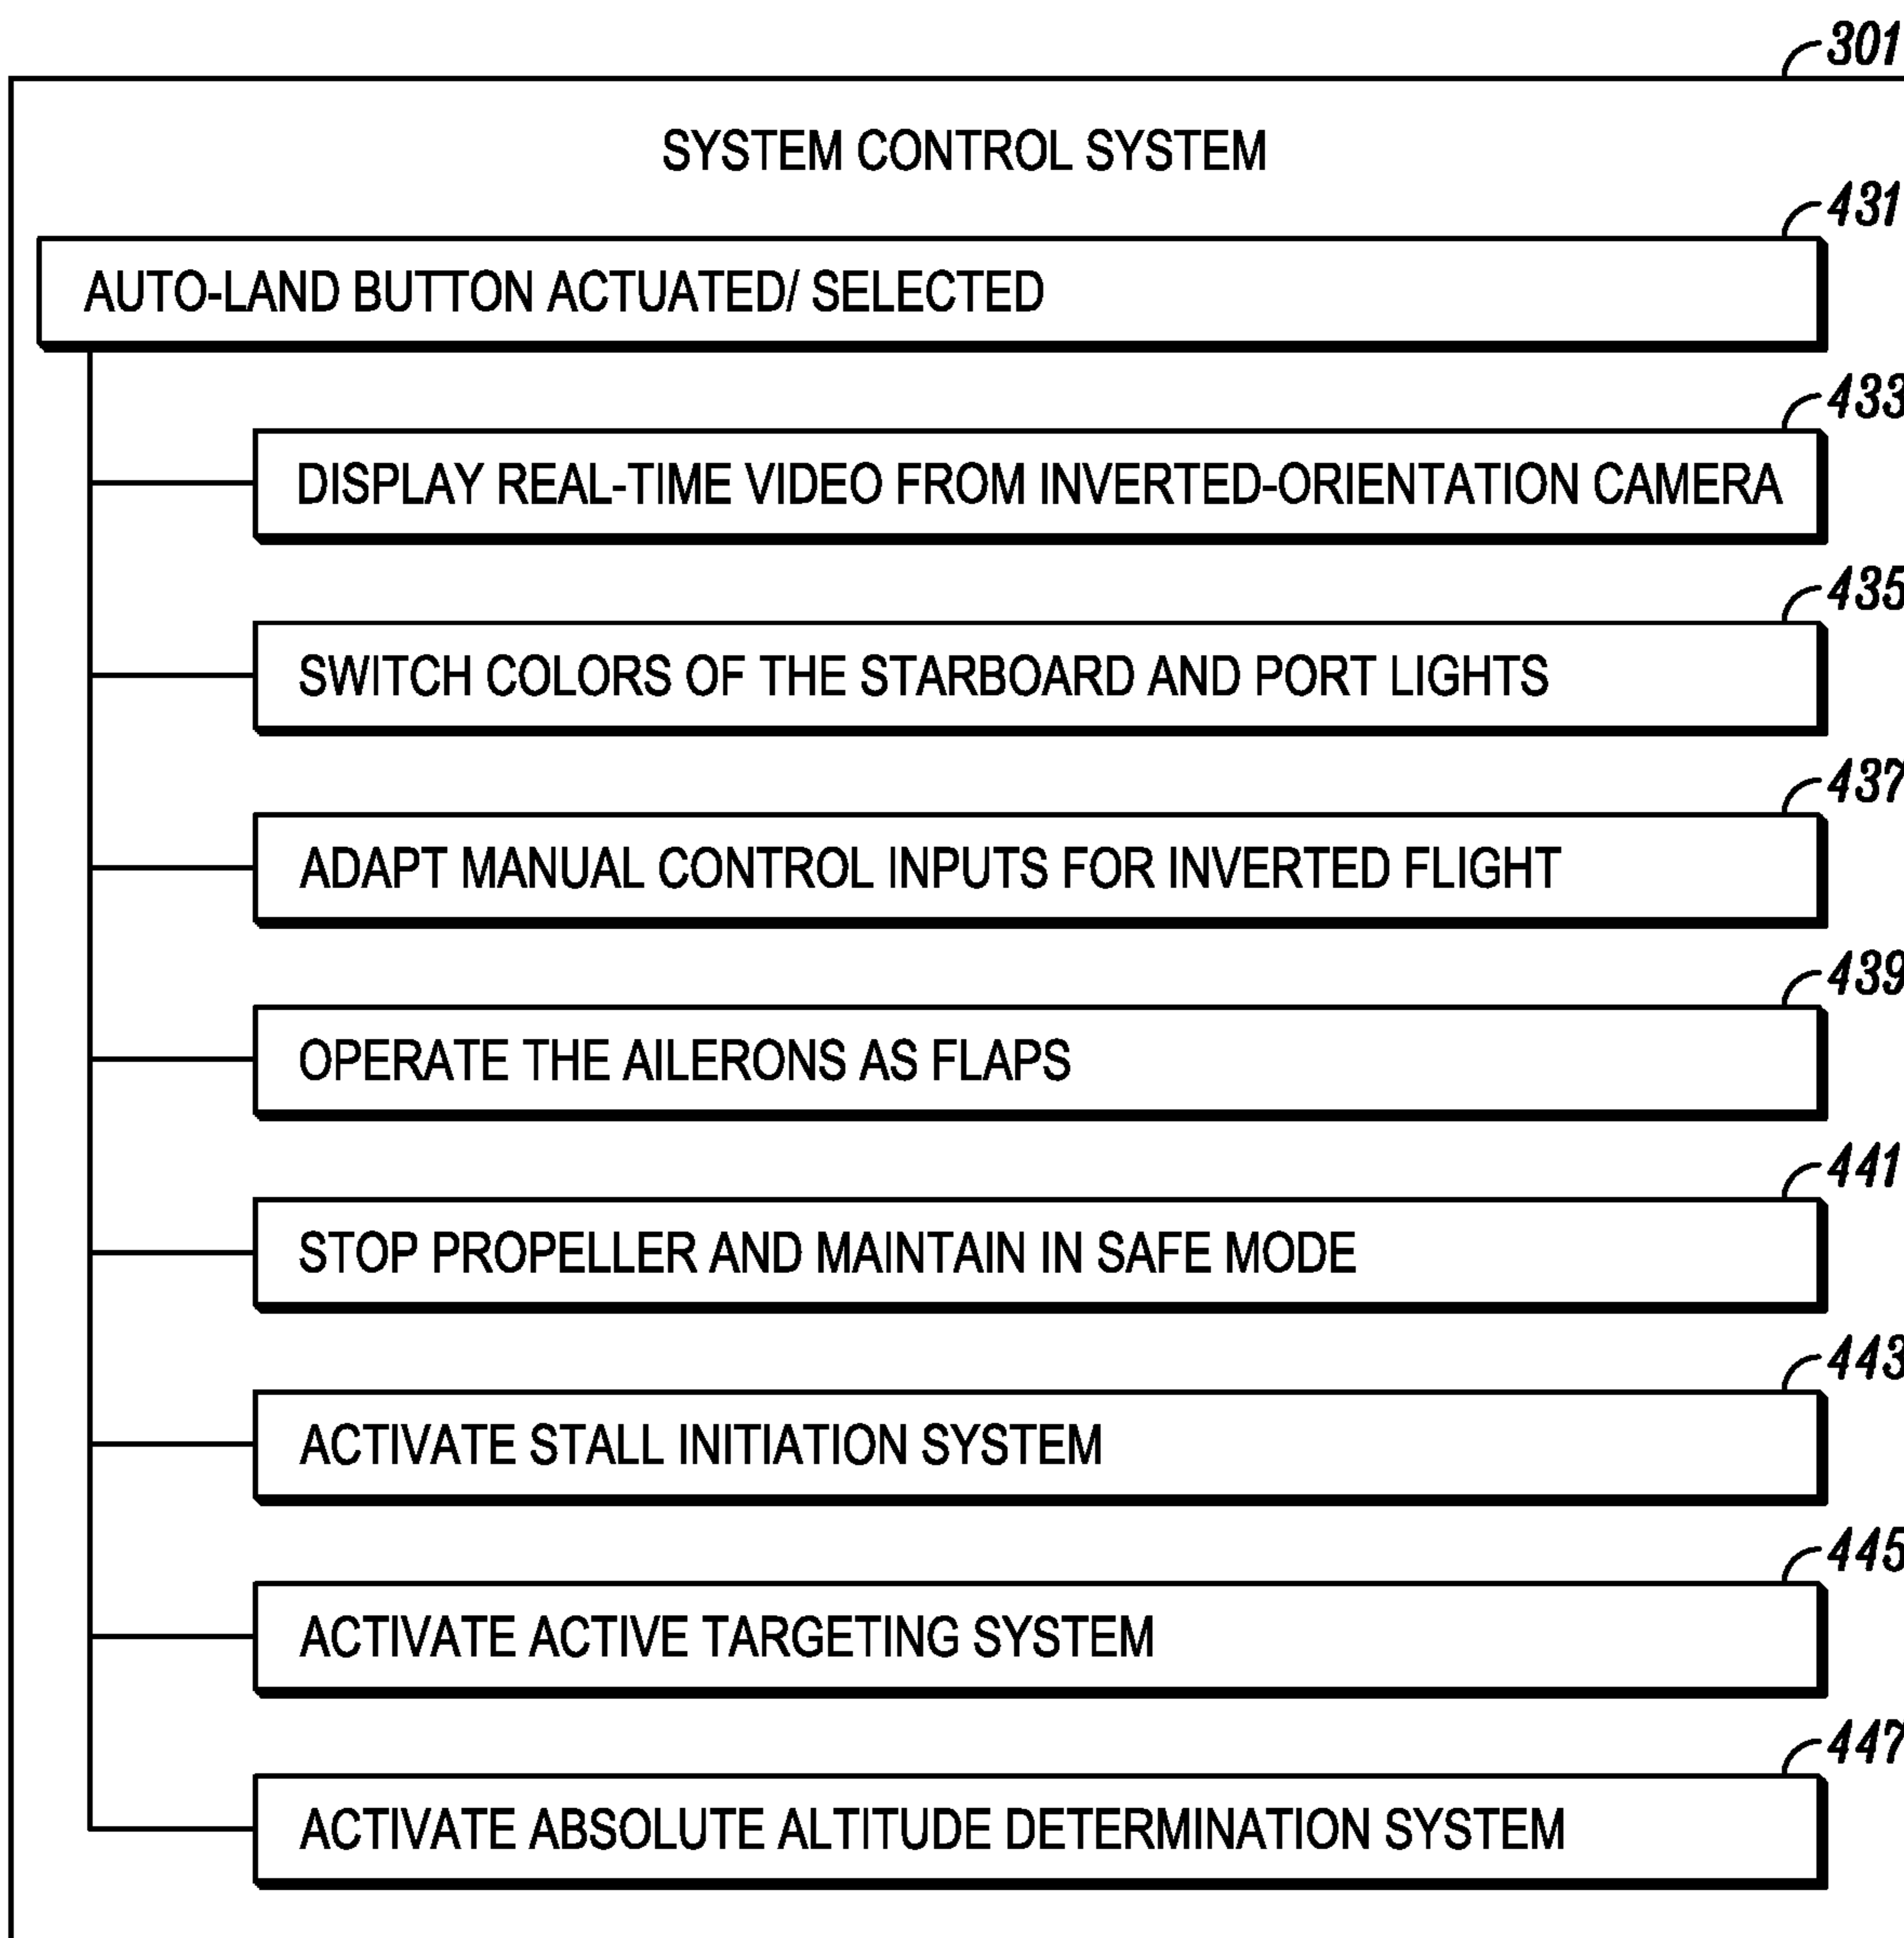 301
SYSTEM CONTROL SYSTEM
431
AUTO-LAND BUTTON ACTUATED/ SELECTED
433
DISPLAY REAL-TIME VIDEO FROM INVERTED-ORIENTATION CAMERA
435
SWITCH COLORS OF THE STARBOARD AND PORT LIGHTS
437
ADAPT MANUAL CONTROL INPUTS FOR INVERTED FLIGHT
439
OPERATE THE AILERONS AS FLAPS
441
STOP PROPELLER AND MAINTAIN IN SAFE MODE
443
ACTIVATE STALL INITIATION SYSTEM
445
ACTIVATE ACTIVE TARGETING SYSTEM
447
ACTIVATE ABSOLUTE ALTITUDE DETERMINATION SYSTEM